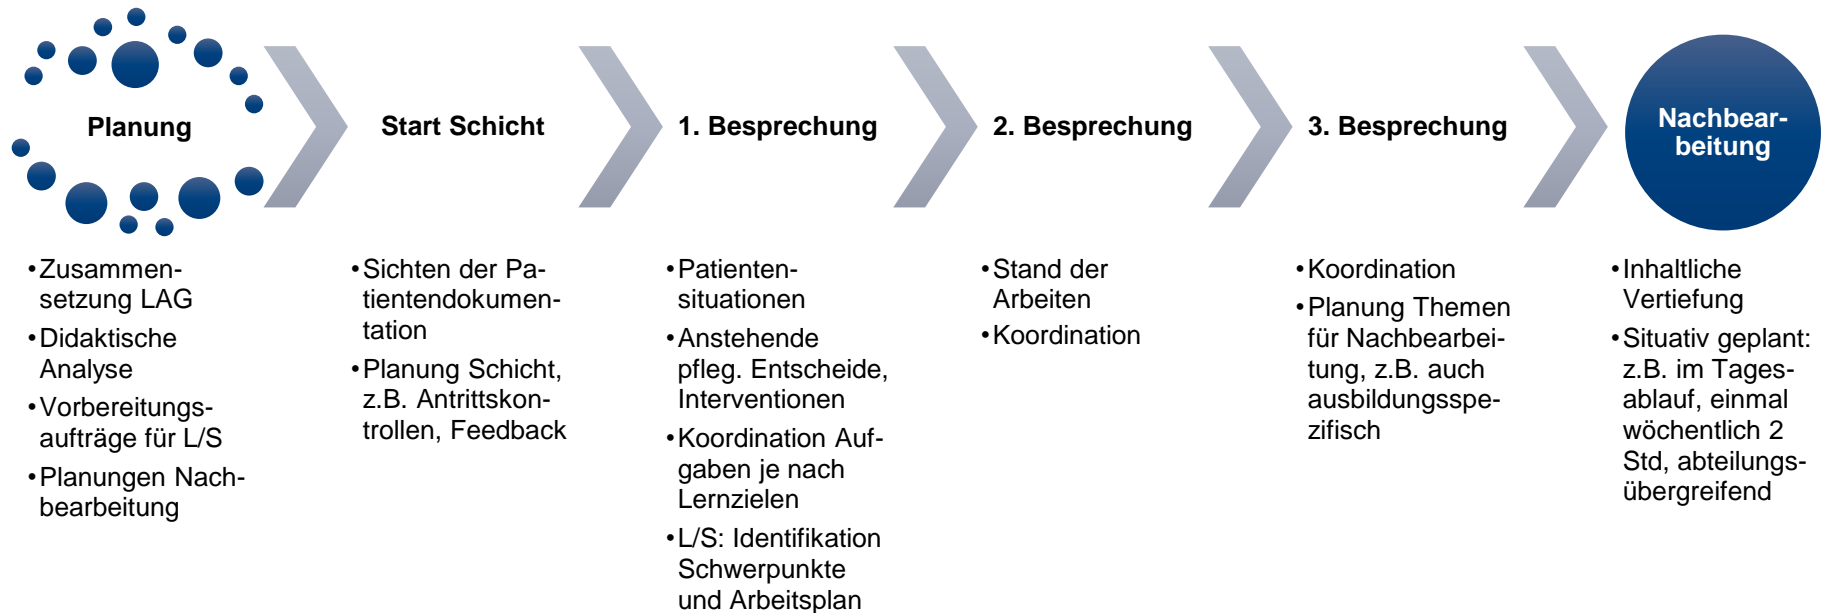 Planung
Start Schicht
1. Besprechung
2. Besprechung
3. Besprechung
Nachbear-
beitung
•Zusammen-
setzung LAG
•Didaktische
Analyse
•Vorbereitungs-
aufträge für L/S
•Planungen Nach-
bearbeitung
•Sichten der Pa-
tientendokumen-
tation
•Planung Schicht,
z.B. Antrittskon-
trollen, Feedback
•Patienten-
situationen
•Anstehende
pfleg. Entscheide,
Interventionen
•Koordination Auf-
gaben je nach
Lernzielen
•L/S: Identifikation
Schwerpunkte
und Arbeitsplan
•Stand der
Arbeiten
•Koordination
•Koordination
•Planung Themen
für Nachbearbei-
tung, z.B. auch
ausbildungsspe-
zifisch
•Inhaltliche
Vertiefung
•Situativ geplant:
z.B. im Tages-
ablauf, einmal
wöchentlich 2
Std, abteilungs-
übergreifend